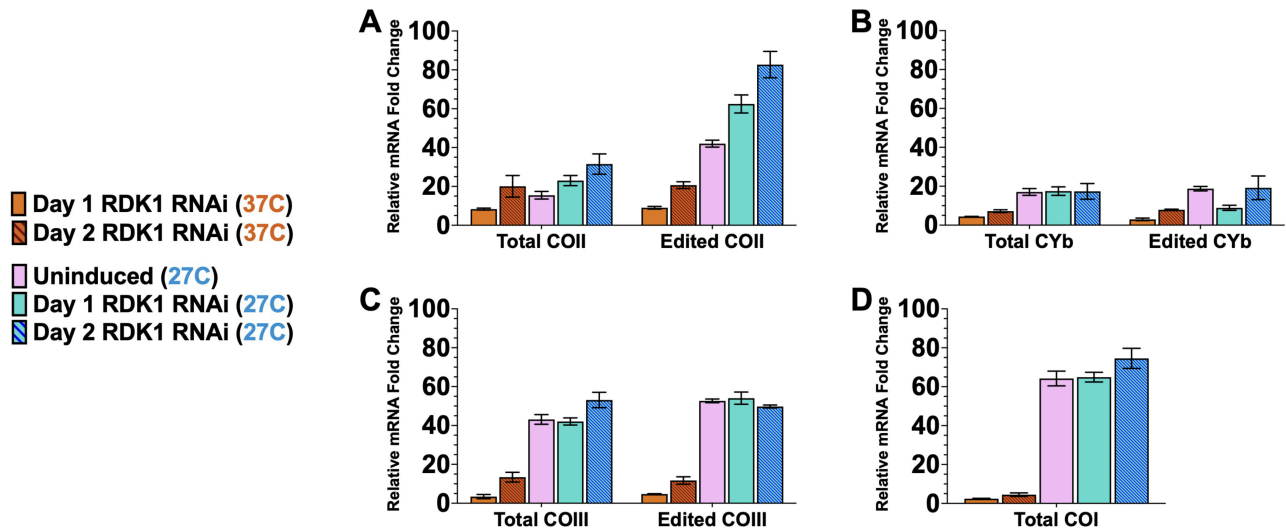 Day 1 RDK1 RNAi (37C)
Day 2 RDK1 RNAi (37C)
Uninduced (27C)
Day 1 RDK1 RNAi (27C)
Day 2 RDK1 RNAi (27C)
A
Relative mRNA Fold Change
100
80
60
40
20
0
Total COII
Edited COII
B
Relative mRNA Fold Change
100
80
60
40
20
0
Total CYb
Edited CYb
C
Relative mRNA Fold Change
100
80
60
40
20
0
Total COIII
Edited COIII
D
Relative mRNA Fold Change
100
80
60
40
20
0
Total COI